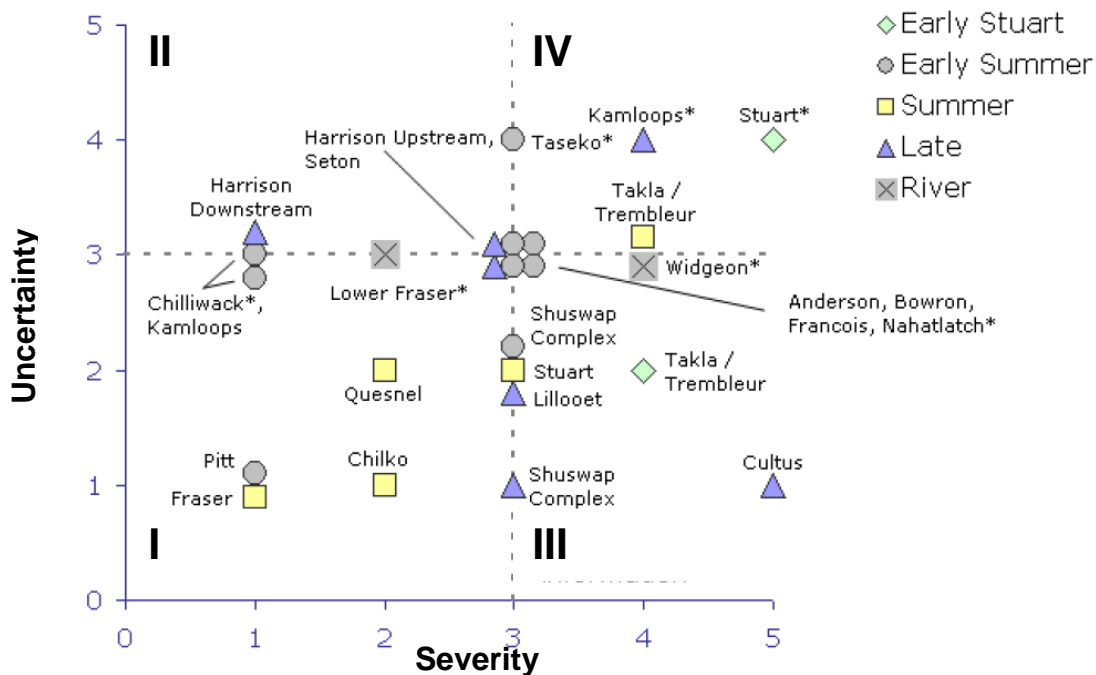 5
4
3
2
1
0
0
1
2
3
4
5
Uncertainty
Severity
II
IV
I
III
Early Stuart
Early Summer
Summer
Late
River
Kamloops*
Stuart*
Taseko*
Harrison Upstream,
Seton
Harrison
Downstream
Takla /
Trembleur
Chilliwack*,
Kamloops
Lower Fraser*
Widgeon*
Anderson, Bowron,
Francois, Nahatlatch*
Shuswap
Complex
Quesnel
Stuart
Lillooet
Takla /
Trembleur
Pitt
Fraser
Chilko
Shuswap
Complex
Cultus